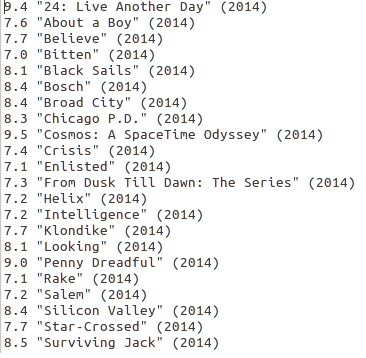 9.4 "24: Live Another Day" (2014)
7.6 "About a Boy" (2014)
7.7 "Believe" (2014)
7.0 "Bitten" (2014)
8.1 "Black Sails" (2014)
8.4 "Bosch" (2014)
8.4 "Broad City" (2014)
8.3 "Chicago P.D." (2014)
9.5 "Cosmos: A SpaceTime Odyssey" (2014)
7.4 "Crisis" (2014)
7.1 "Enlisted" (2014)
7.3 "From Dusk Till Dawn: The Series" (2014)
7.2 "Helix" (2014)
7.2 "Intelligence" (2014)
7.7 "Klondike" (2014)
8.1 "Looking" (2014)
9.0 "Penny Dreadful" (2014)
7.1 "Rake" (2014)
7.2 "Salem" (2014)
8.4 "Silicon Valley" (2014)
7.7 "Star-Crossed" (2014)
8.5 "Surviving Jack" (2014)